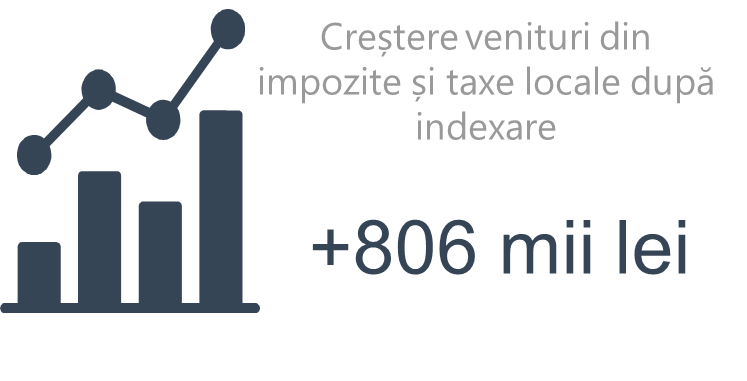 Creștere venituri din
impozite și taxe locale după
indexare
+806 mii lei